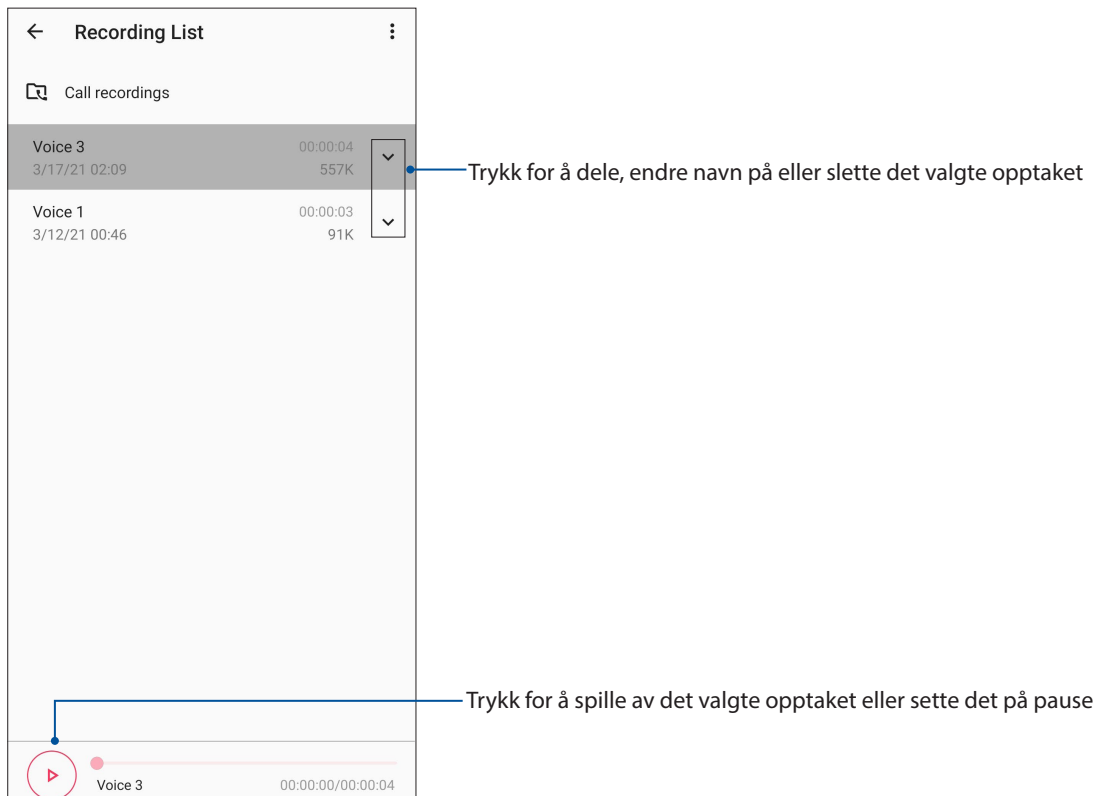 Recording List
Call recordings
Voice 3 00:00:04
3/17/21 02:09 557K
Trykk for å dele, endre navn på eller slette det valgte opptaket
Voice 1 00:00:03
3/12/21 00:46 91K
Trykk for å spille av det valgte opptaket eller sette det på pause
Voice 3 00:00:00/00:00:04